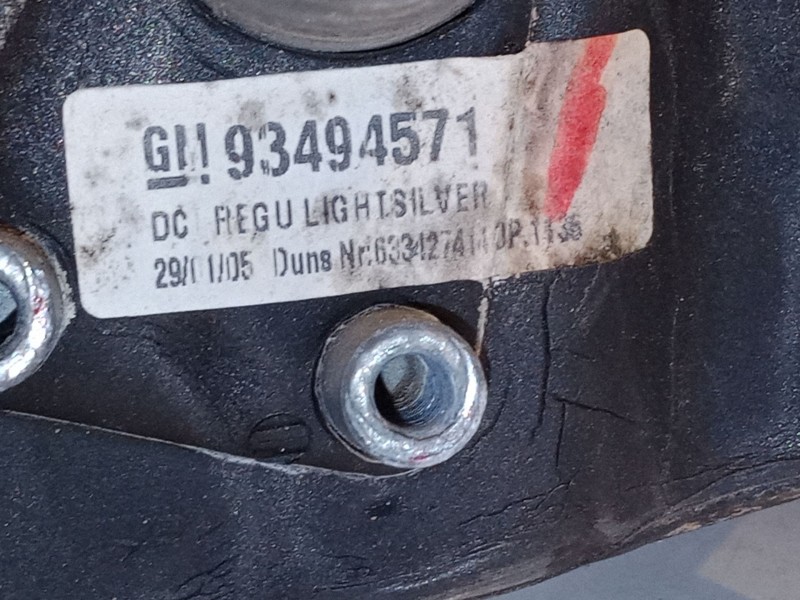 GM 93494571
DC REGU LIGHTSILVER
29/01/05 Duns Nr.